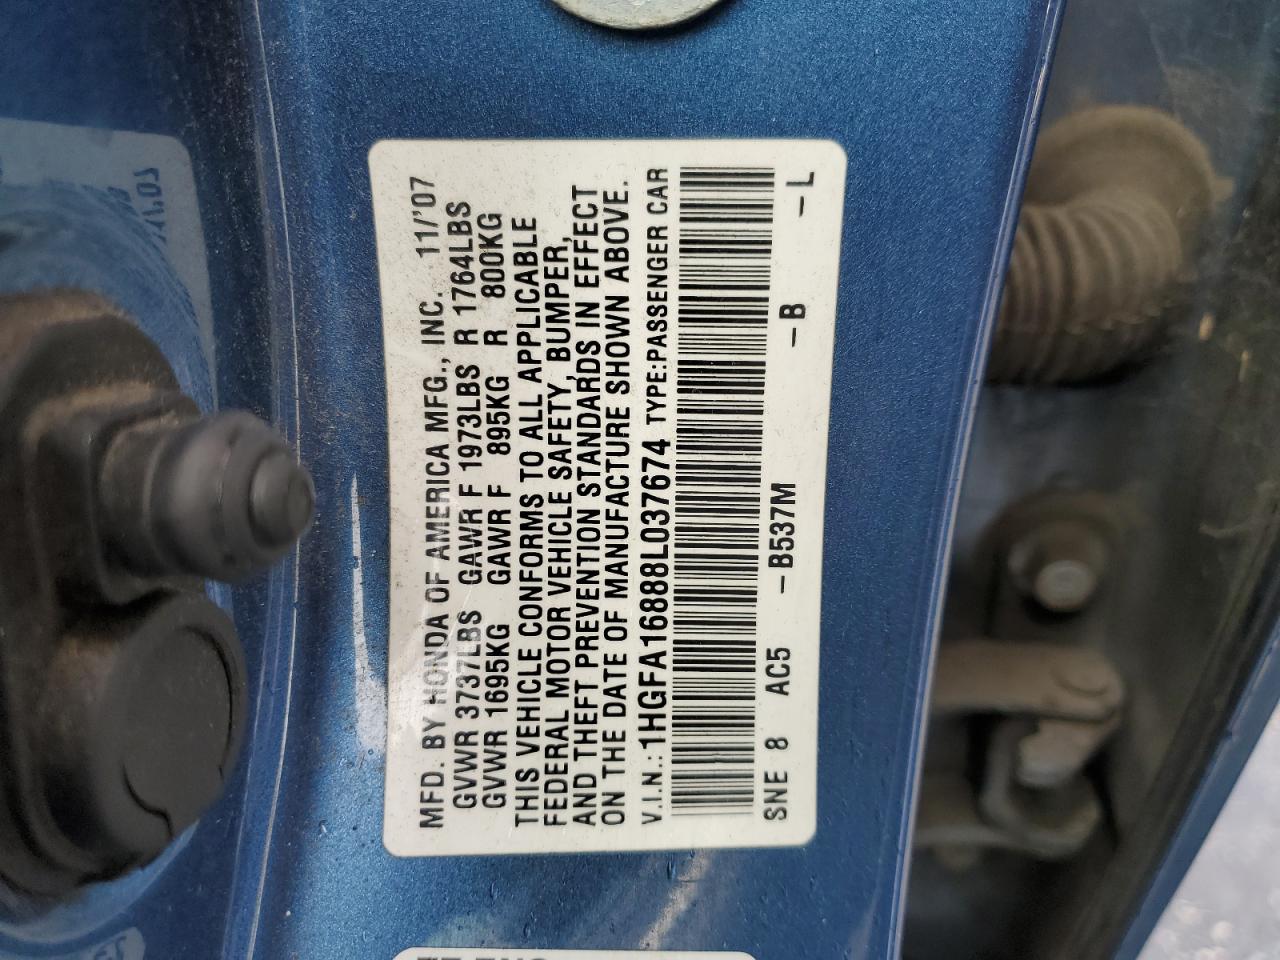 MFD. BY HONDA OF AMERICA MFG., INC. 11/'07
GVWR 3737LBS GAWR F 1973LBS R 1764LBS
GVWR 1695KG GAWR F 895KG R 800KG
THIS VEHICLE CONFORMS TO ALL APPLICABLE
FEDERAL MOTOR VEHICLE SAFETY, BUMPER,
AND THEFT PREVENTION STANDARDS IN EFFECT
ON THE DATE OF MANUFACTURE SHOWN ABOVE.
V.I.N.: 1HGFA16888L037674 TYPE:PASSENGER CAR
SNE 8 AC5 -B537M -B -L